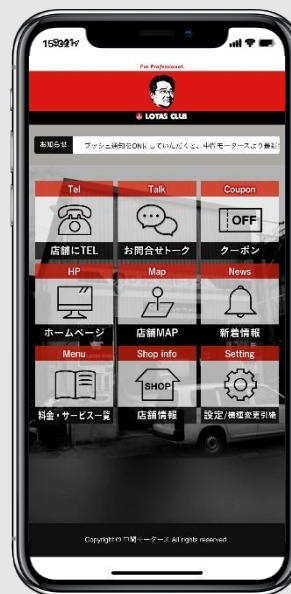 I'm Professional.
LOTAS CLUB
お知らせ
プッシュ通知をONにしていただくと、中間モータースより最新
Tel
Talk
Coupon
OFF
店舗にTEL
お問合せトーク
クーポン
HP
Map
News
ホームページ
店舗MAP
新着情報
Menu
Shop info
Setting
SHOP
料金・サービス一覧
店舗情報
設定/機種変更引継
Copyright © 中間モータース All rights reserved